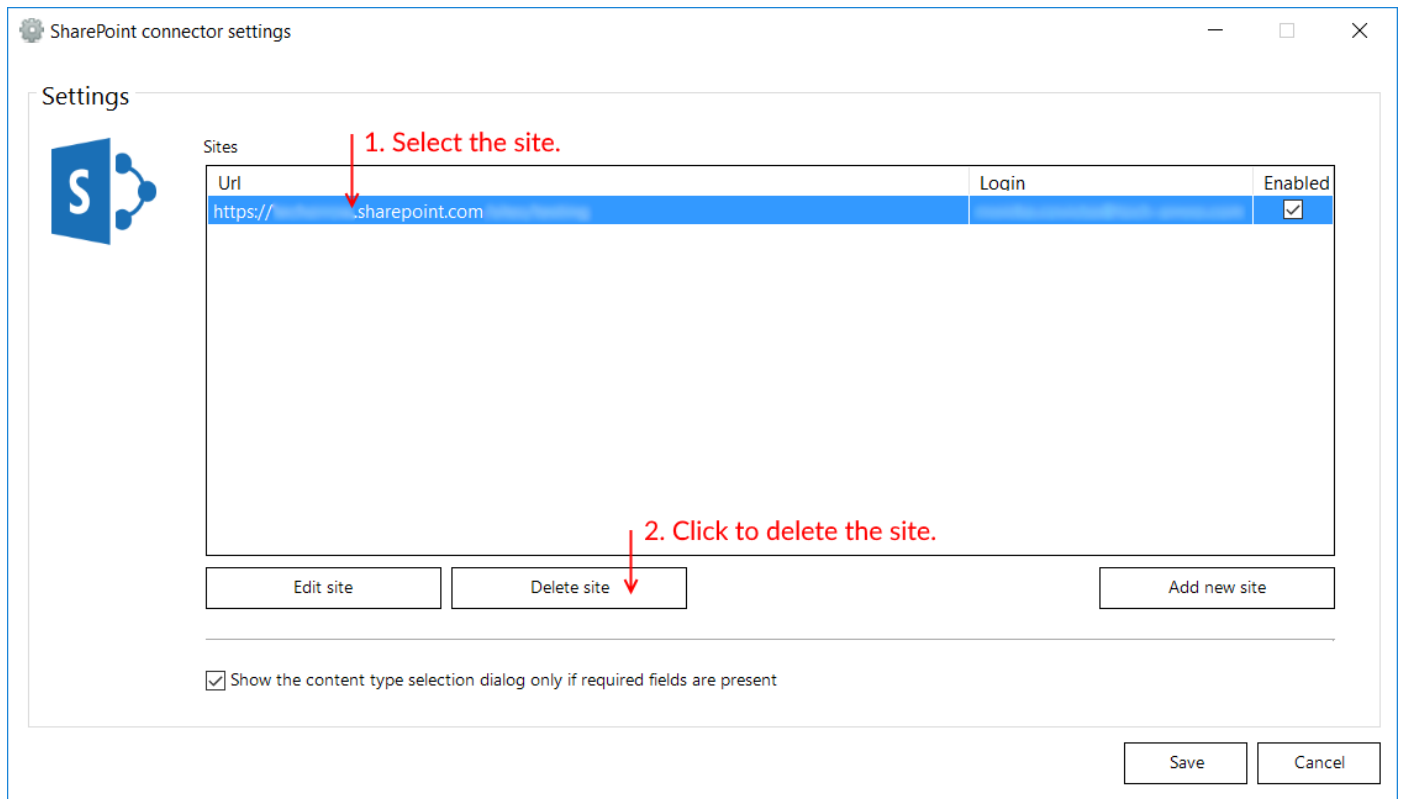 SharePoint connector settings
Settings
S
1. Select the site.
Sites
Url Login Enabled
https:// .sharepoint.com
2. Click to delete the site.
Edit site Delete site Add new site
Show the content type selection dialog only if required fields are present
Save Cancel